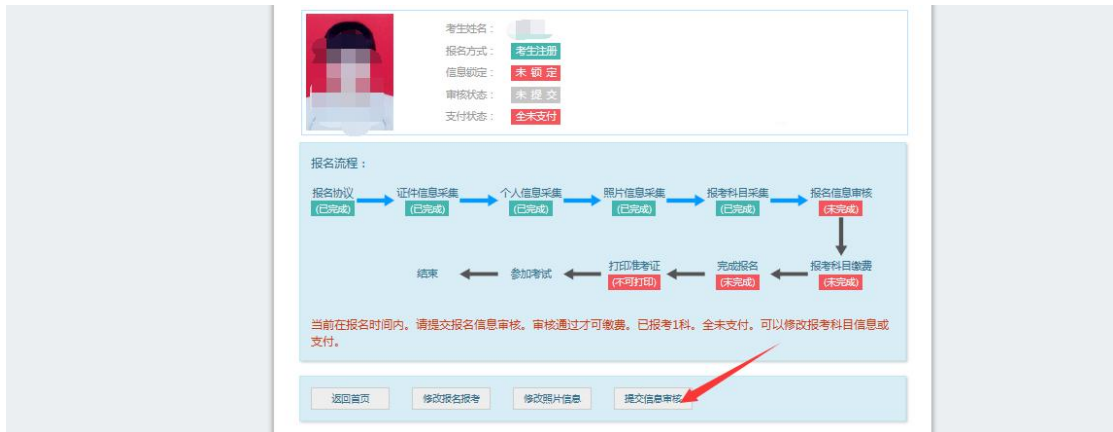 考生姓名：
报名方式： 考生注册
信息锁定： 未 锁 定
审核状态： 未 提 交
支付状态： 全未支付
报名流程：
报名协议 证件信息采集 个人信息采集 照片信息采集 报考科目采集 报名信息审核
(已完成) (已完成) (已完成) (已完成) (已完成) (未完成)
结束 参加考试 打印准考证 完成报名 报考科目缴费
(不可打印) (未完成) (未完成)
当前在报名时间内。请提交报名信息审核。审核通过才可缴费。已报考1科。全未支付。可以修改报考科目信息或
支付。
返回首页 修改报名报考 修改照片信息 提交信息审核